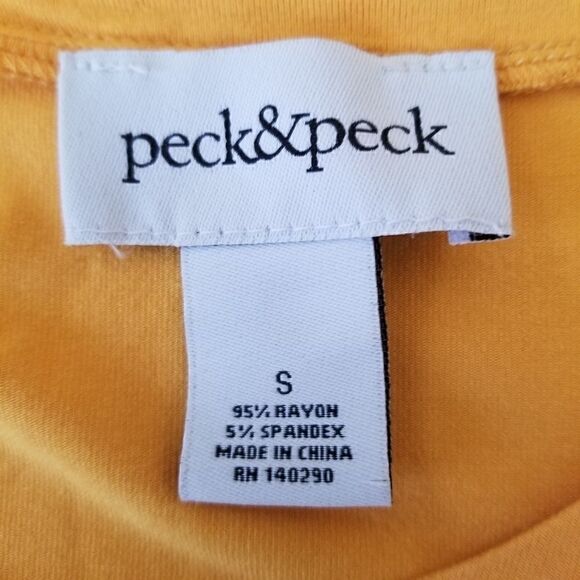 peck&peck
S
95% RAYON
5% SPANDEX
MADE IN CHINA
RN 140290